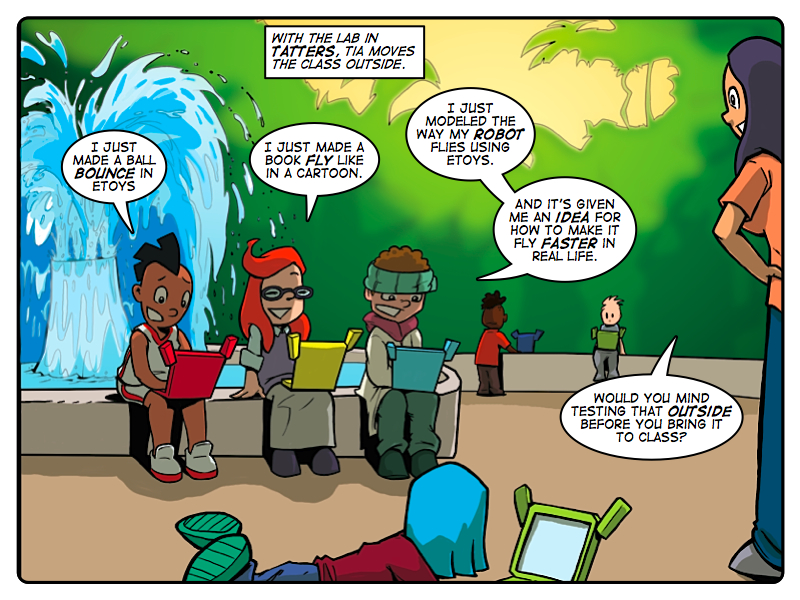 WITH THE LAB IN
TATTERS, TIA MOVES
THE CLASS OUTSIDE.
I JUST
MADE A BALL
BOUNCE IN
ETOYS
I JUST MADE A
BOOK FLY LIKE
IN A CARTOON.
I JUST
MODELED THE
WAY MY ROBOT
FLIES USING
ETOYS.
AND IT'S GIVEN
ME AN IDEA FOR
HOW TO MAKE IT
FLY FASTER IN
REAL LIFE.
WOULD YOU MIND
TESTING THAT OUTSIDE
BEFORE YOU BRING IT
TO CLASS?